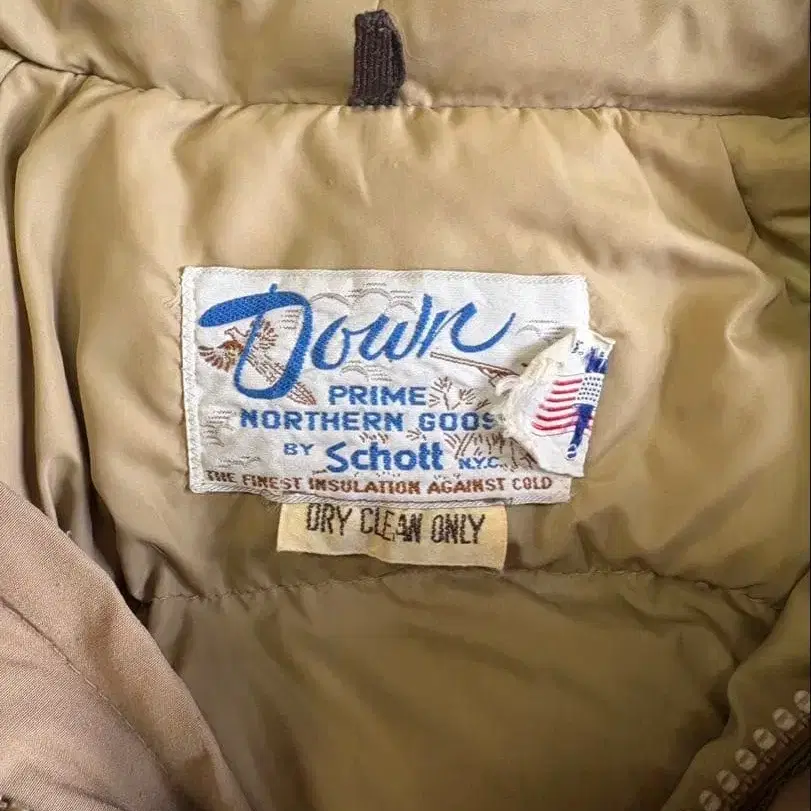 Down
PRIME
NORTHERN GOOS
BY Schott N.Y.C.
THE FINEST INSULATION AGAINST COLD
DRY CLEAN ONLY